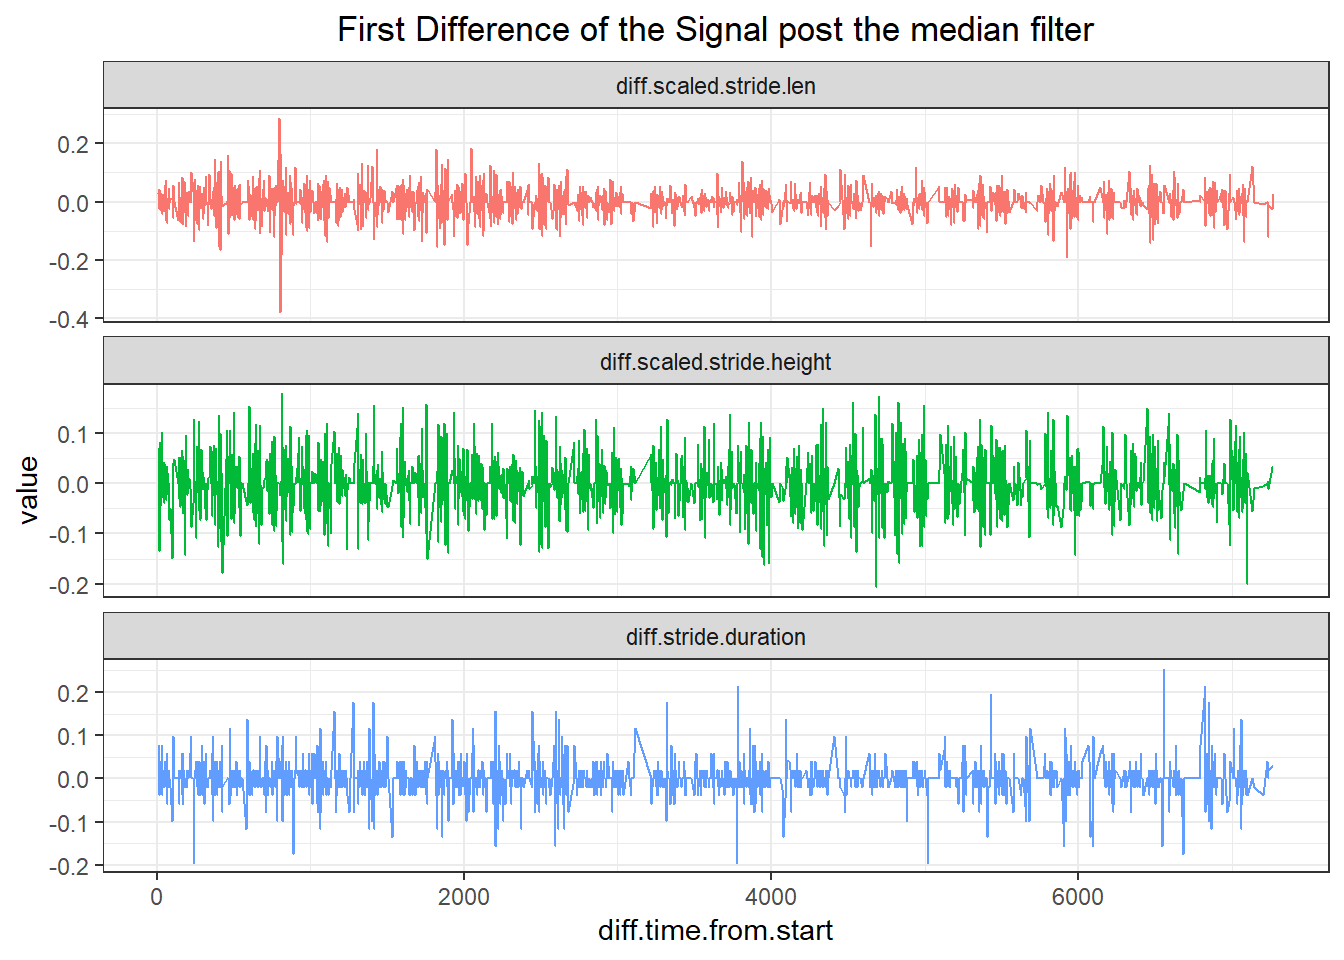 First Difference of the Signal post the median filter
diff.scaled.stride.len
0.2
0.0
-0.2
-0.4
diff.scaled.stride.height
0.1
0.0
-0.1
-0.2
value
diff.stride.duration
0.2
0.1
0.0
-0.1
-0.2
0 2000 4000 6000
diff.time.from.start